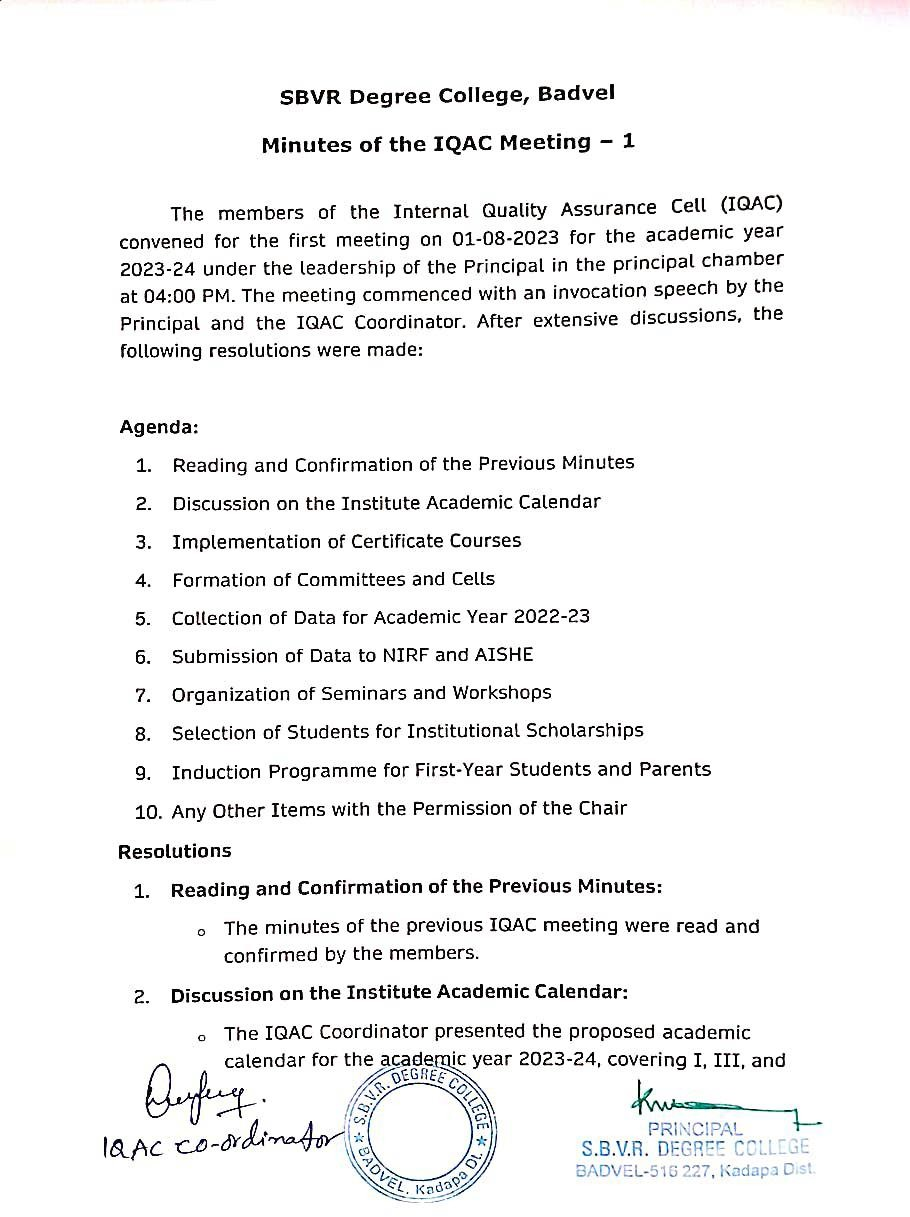 SBVR Degree College, Badvel
Minutes of the IQAC Meeting – 1
The members of the Internal Quality Assurance Cell (IQAC)
convened for the first meeting on 01-08-2023 for the academic year
2023-24 under the leadership of the Principal in the principal chamber
at 04:00 PM. The meeting commenced with an invocation speech by the
Principal and the IQAC Coordinator. After extensive discussions, the
following resolutions were made:
Agenda:
1. Reading and Confirmation of the Previous Minutes
2. Discussion on the Institute Academic Calendar
3. Implementation of Certificate Courses
4. Formation of Committees and Cells
5. Collection of Data for Academic Year 2022-23
6. Submission of Data to NIRF and AISHE
7. Organization of Seminars and Workshops
8. Selection of Students for Institutional Scholarships
9. Induction Programme for First-Year Students and Parents
10. Any Other Items with the Permission of the Chair
Resolutions
1. Reading and Confirmation of the Previous Minutes:
o The minutes of the previous IQAC meeting were read and
confirmed by the members.
2. Discussion on the Institute Academic Calendar:
o The IQAC Coordinator presented the proposed academic
calendar for the academic year 2023-24, covering I, III, and
IQAC Co-ordinator
S.B.V.R. DEGREE COLLEGE
★ BADVEL, Kadapa Dt. ★
PRINCIPAL
S.B.V.R. DEGREE COLLEGE
BADVEL-516 227, Kadapa Dist.